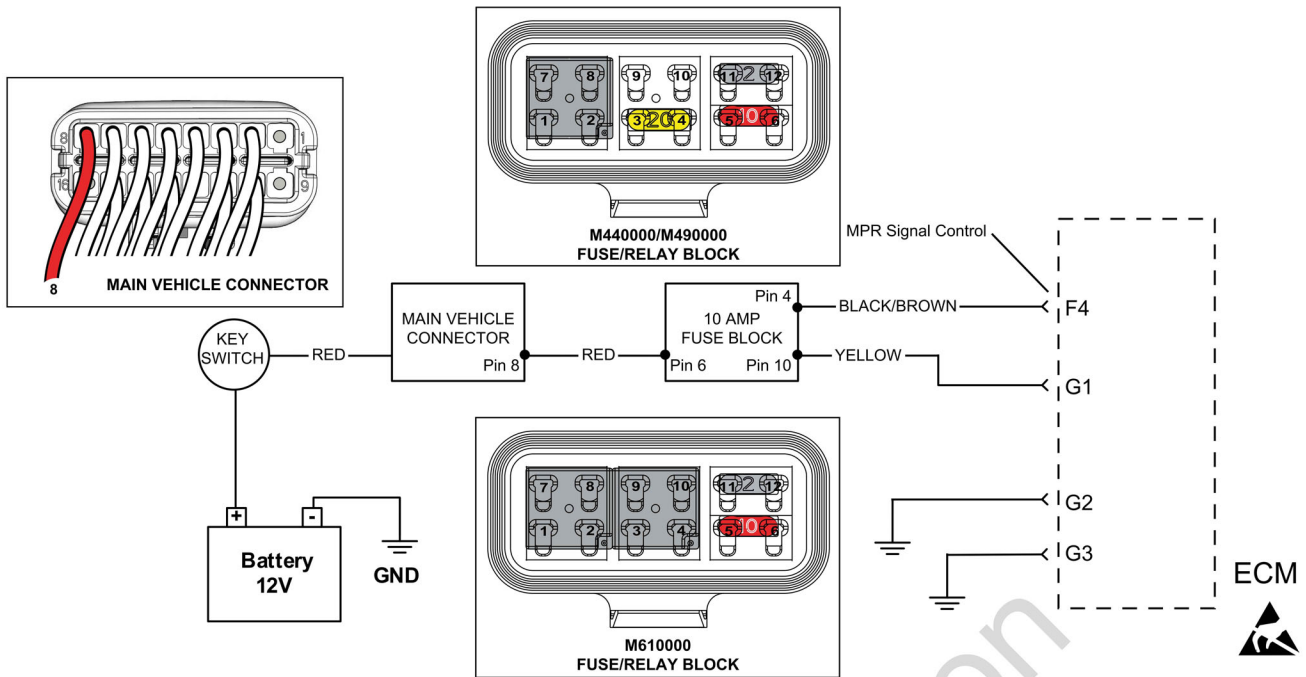 7 8 9 10 11 2 12
1 2 3 20 4 5 10 6
M440000/M490000
FUSE/RELAY BLOCK
8 1
16 9
8
MAIN VEHICLE CONNECTOR
MPR Signal Control
KEY
SWITCH
RED
MAIN VEHICLE
CONNECTOR
Pin 8
RED
Pin 4
10 AMP
FUSE BLOCK
Pin 6
Pin 10
BLACK/BROWN
YELLOW
F4
G1
G2
G3
ECM
+
-
Battery
12V
GND
7 8 9 10 11 2 12
1 2 3 4 5 10 6
M610000
FUSE/RELAY BLOCK
on